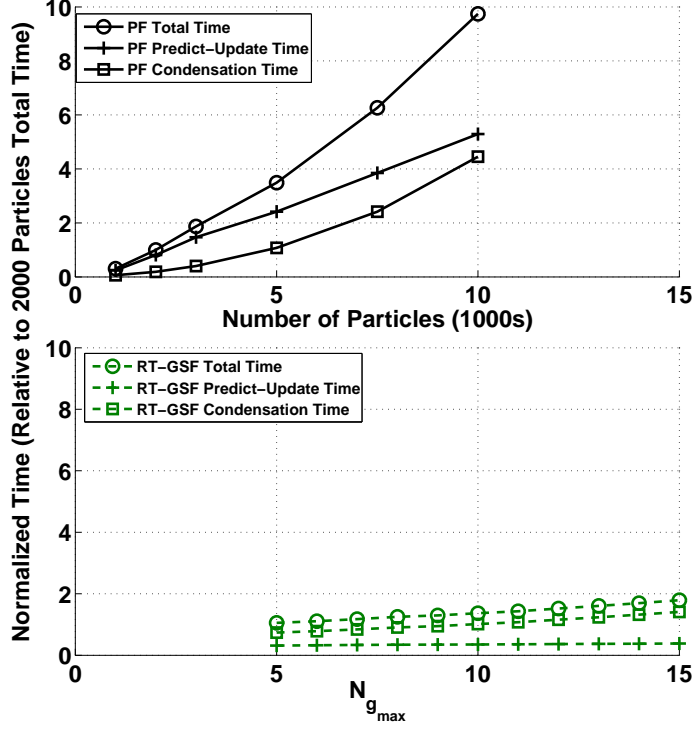 Normalized Time (Relative to 2000 Particles Total Time)
10
8
6
4
2
0
PF Total Time
PF Predict−Update Time
PF Condensation Time
0 5 10 15
Number of Particles (1000s)
10
8
6
4
2
0
RT−GSF Total Time
RT−GSF Predict−Update Time
RT−GSF Condensation Time
0 5 10 15
N_{g_{max}}